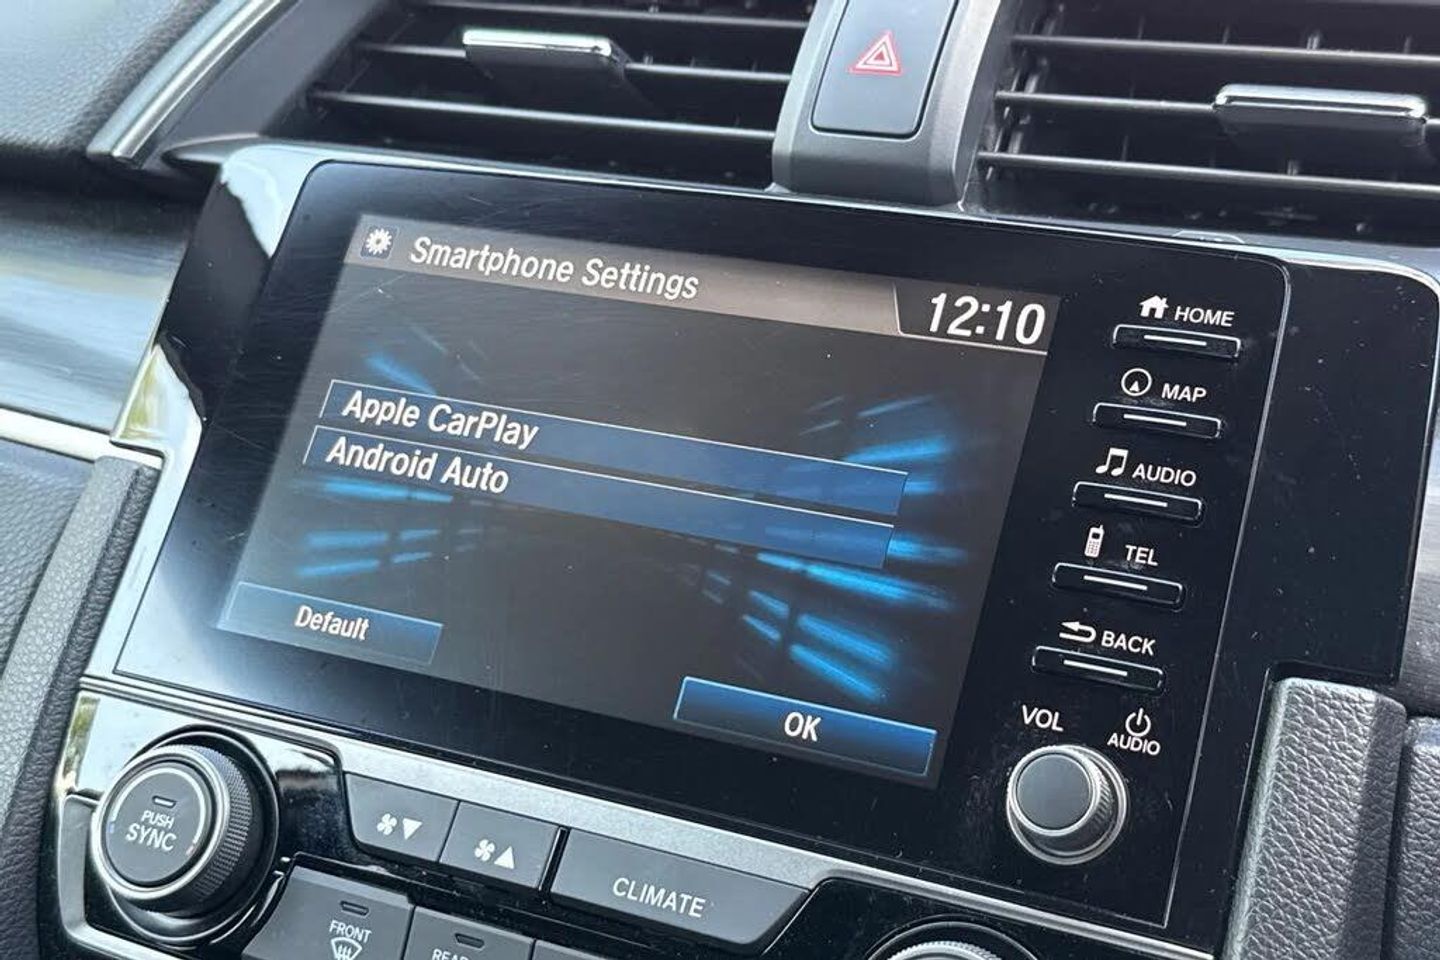 Smartphone Settings
12:10
Apple CarPlay
Android Auto
Default
OK
HOME
MAP
AUDIO
TEL
BACK
VOL
AUDIO
PUSH
SYNC
CLIMATE
FRONT
REAR